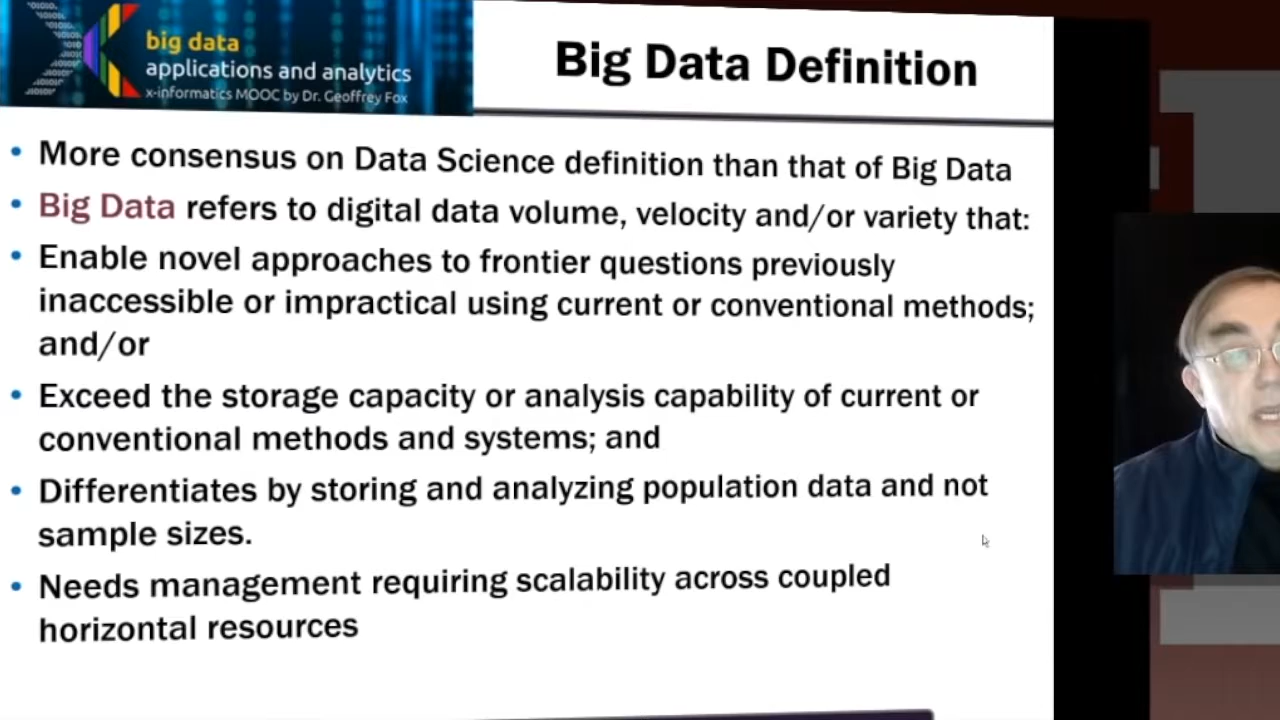 big data
applications and analytics
x-informatics MOOC by Dr. Geoffrey Fox
Big Data Definition
• More consensus on Data Science definition than that of Big Data
• Big Data refers to digital data volume, velocity and/or variety that:
• Enable novel approaches to frontier questions previously
inaccessible or impractical using current or conventional methods;
and/or
• Exceed the storage capacity or analysis capability of current or
conventional methods and systems; and
• Differentiates by storing and analyzing population data and not
sample sizes.
• Needs management requiring scalability across coupled
horizontal resources